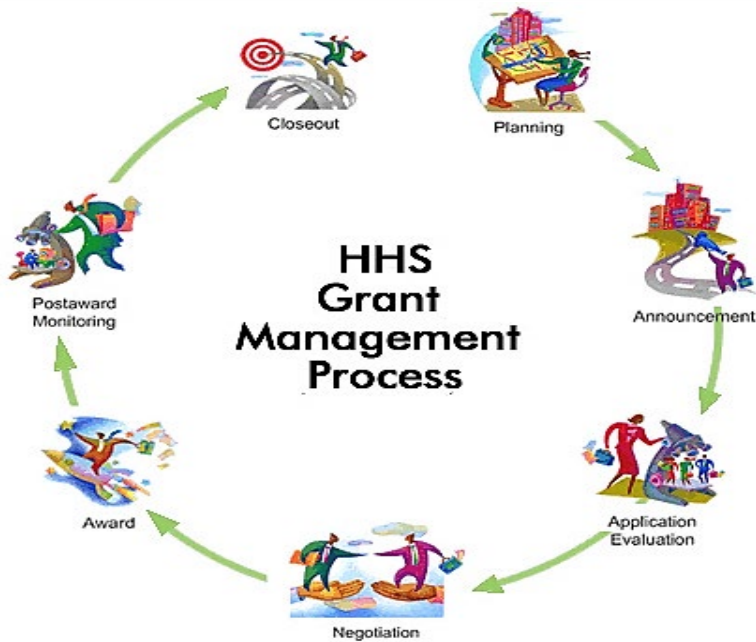 HHS
Grant
Management
Process
Planning
Announcement
Application
Evaluation
Negotiation
Award
Postaward
Monitoring
Closeout